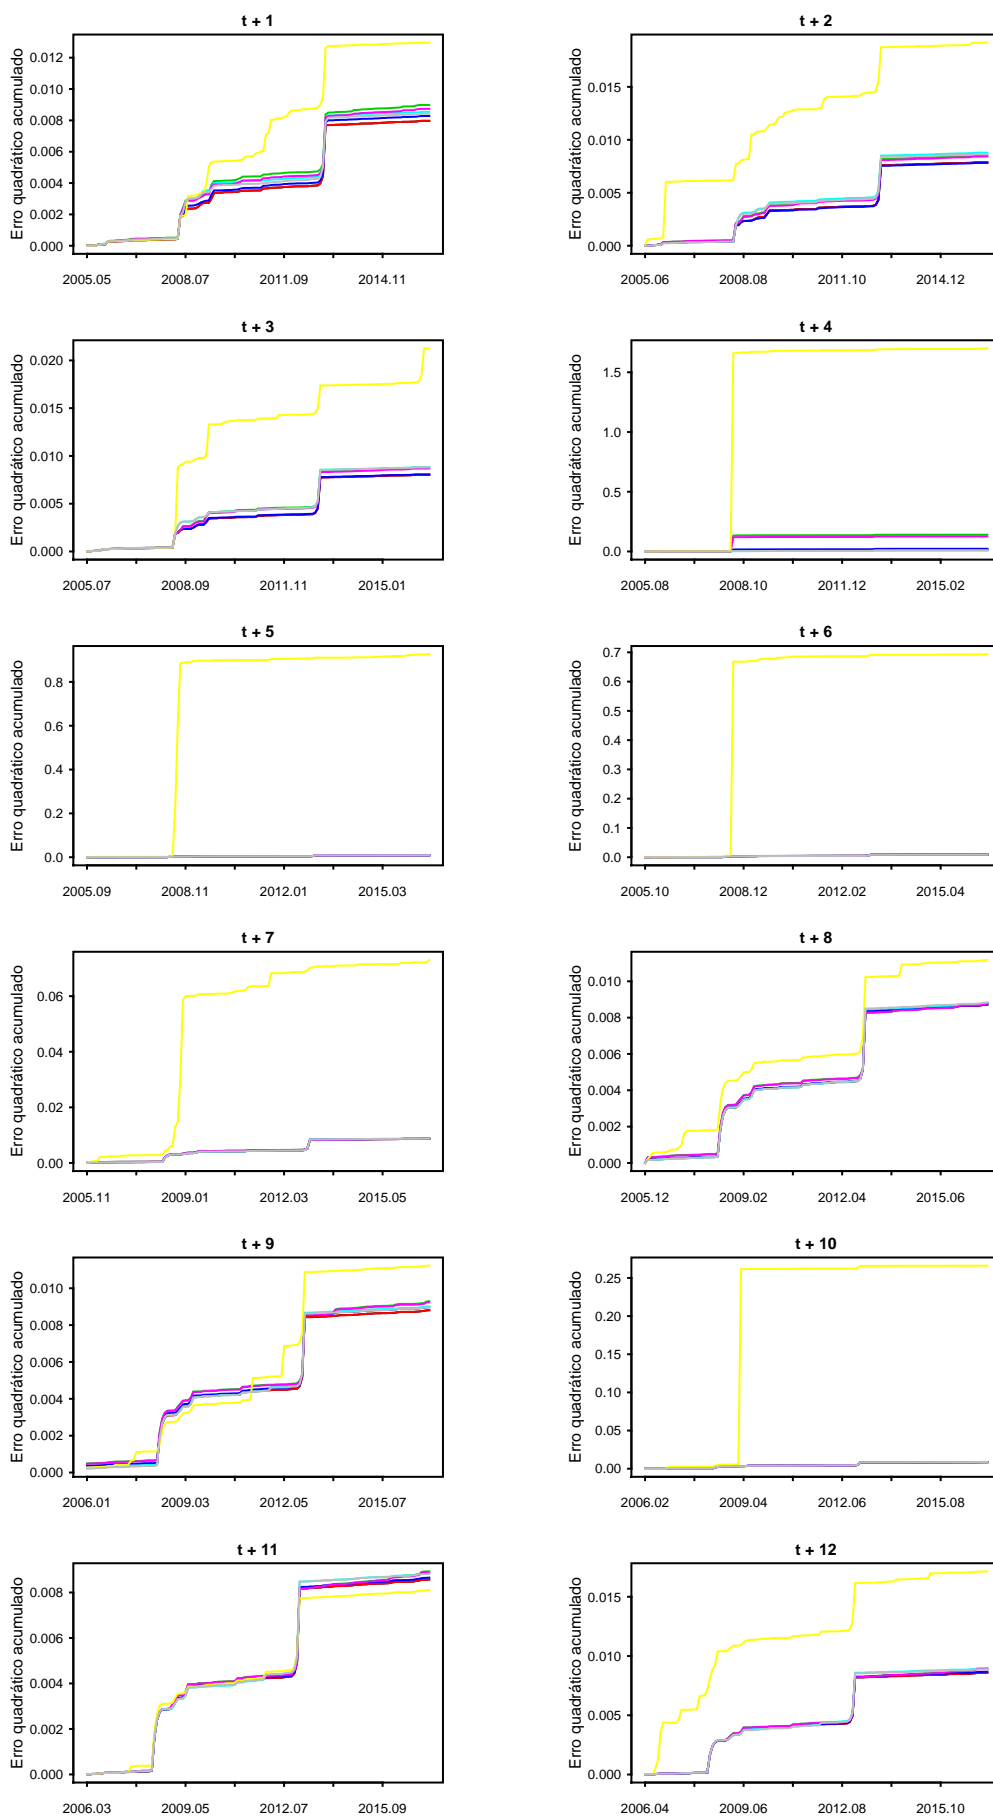 t + 1
Erro quadrático acumulado
0.012
0.010
0.008
0.006
0.004
0.002
0.000
2005.05 2008.07 2011.09 2014.11
t + 2
Erro quadrático acumulado
0.015
0.010
0.005
0.000
2005.06 2008.08 2011.10 2014.12
t + 3
Erro quadrático acumulado
0.020
0.015
0.010
0.005
0.000
2005.07 2008.09 2011.11 2015.01
t + 4
Erro quadrático acumulado
1.5
1.0
0.5
0.0
2005.08 2008.10 2011.12 2015.02
t + 5
Erro quadrático acumulado
0.8
0.6
0.4
0.2
0.0
2005.09 2008.11 2012.01 2015.03
t + 6
Erro quadrático acumulado
0.7
0.6
0.5
0.4
0.3
0.2
0.1
0.0
2005.10 2008.12 2012.02 2015.04
t + 7
Erro quadrático acumulado
0.06
0.04
0.02
0.00
2005.11 2009.01 2012.03 2015.05
t + 8
Erro quadrático acumulado
0.010
0.008
0.006
0.004
0.002
0.000
2005.12 2009.02 2012.04 2015.06
t + 9
Erro quadrático acumulado
0.010
0.008
0.006
0.004
0.002
0.000
2006.01 2009.03 2012.05 2015.07
t + 10
Erro quadrático acumulado
0.25
0.20
0.15
0.10
0.05
0.00
2006.02 2009.04 2012.06 2015.08
t + 11
Erro quadrático acumulado
0.008
0.006
0.004
0.002
0.000
2006.03 2009.05 2012.07 2015.09
t + 12
Erro quadrático acumulado
0.015
0.010
0.005
0.000
2006.04 2009.06 2012.08 2015.10